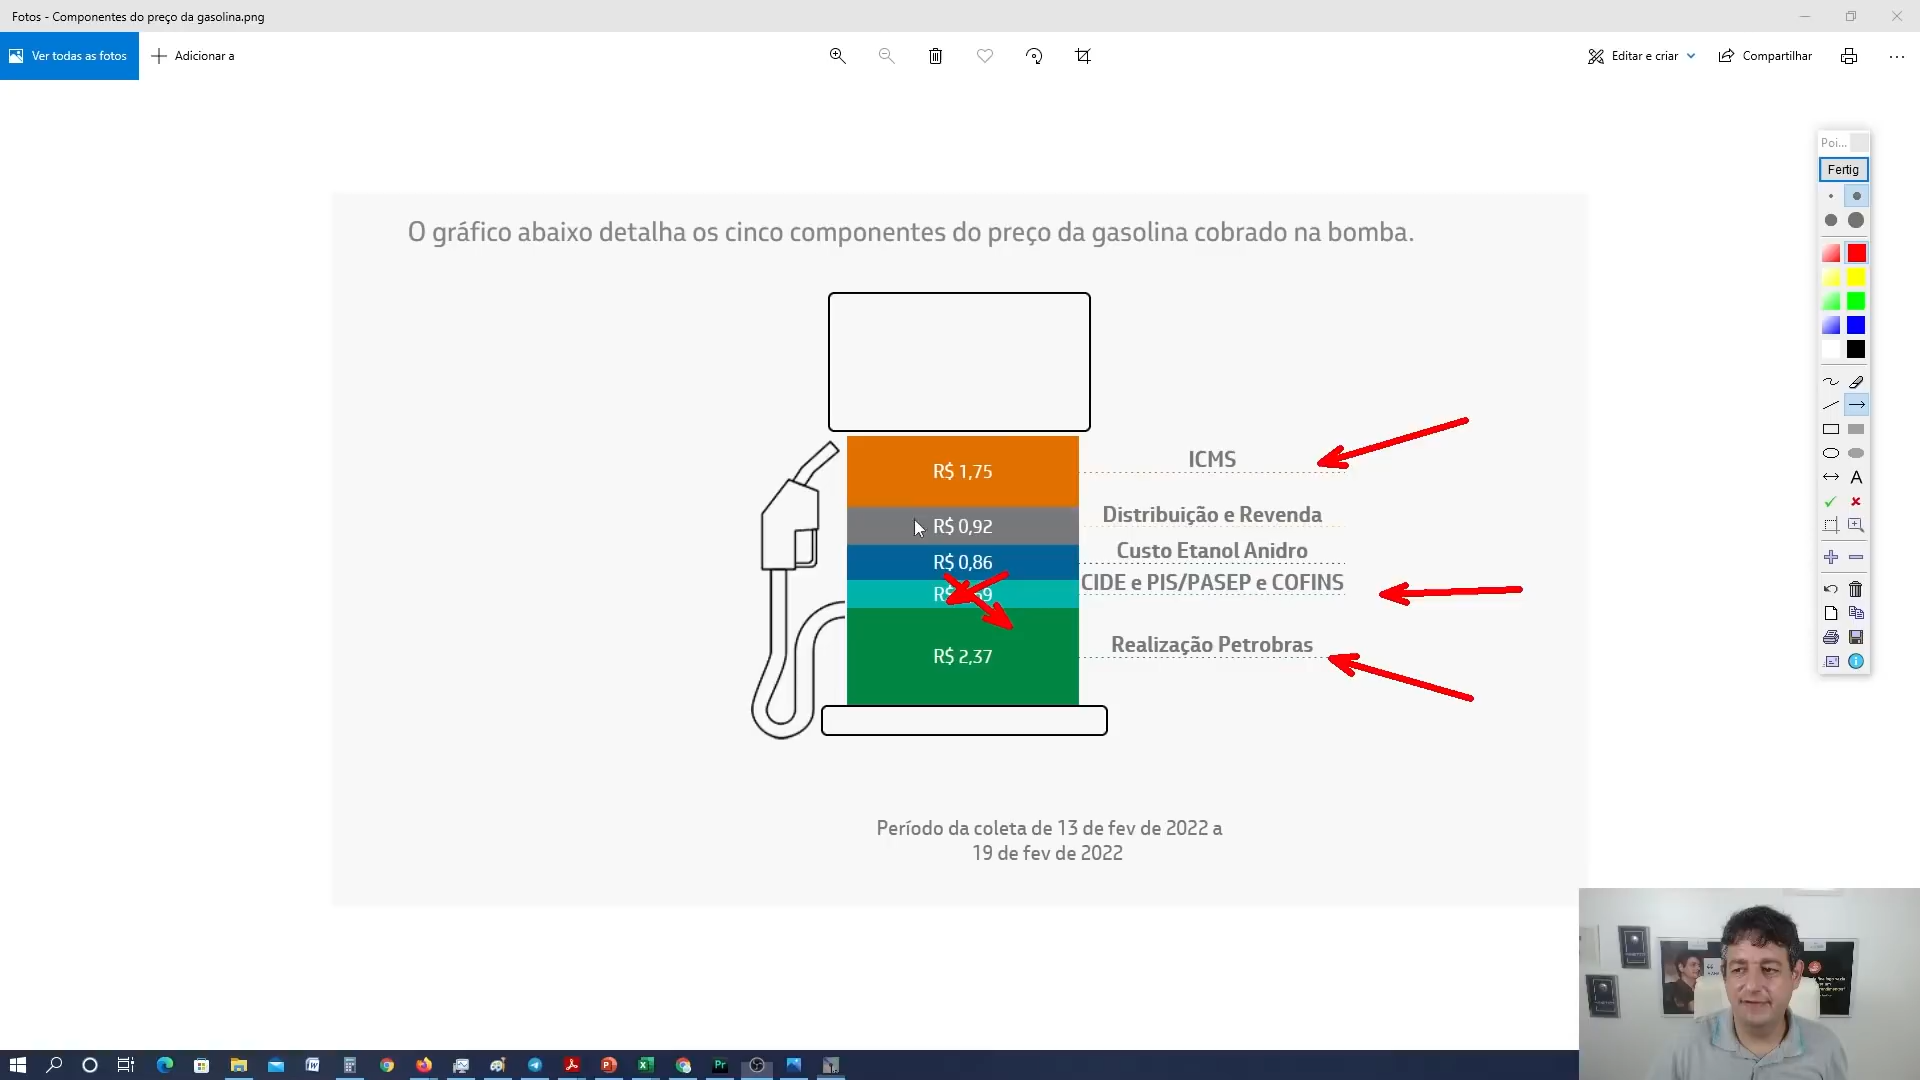 Fotos - Componentes do preço da gasolina.png
Ver todas as fotos
Adicionar a
Editar e criar
Compartilhar
Poi...
Fertig
O gráfico abaixo detalha os cinco componentes do preço da gasolina cobrado na bomba.
R$ 1,75
ICMS
R$ 0,92
Distribuição e Revenda
R$ 0,86
Custo Etanol Anidro
CIDE e PIS/PASEP e COFINS
R$ 2,37
Realização Petrobras
Período da coleta de 13 de fev de 2022 a
19 de fev de 2022